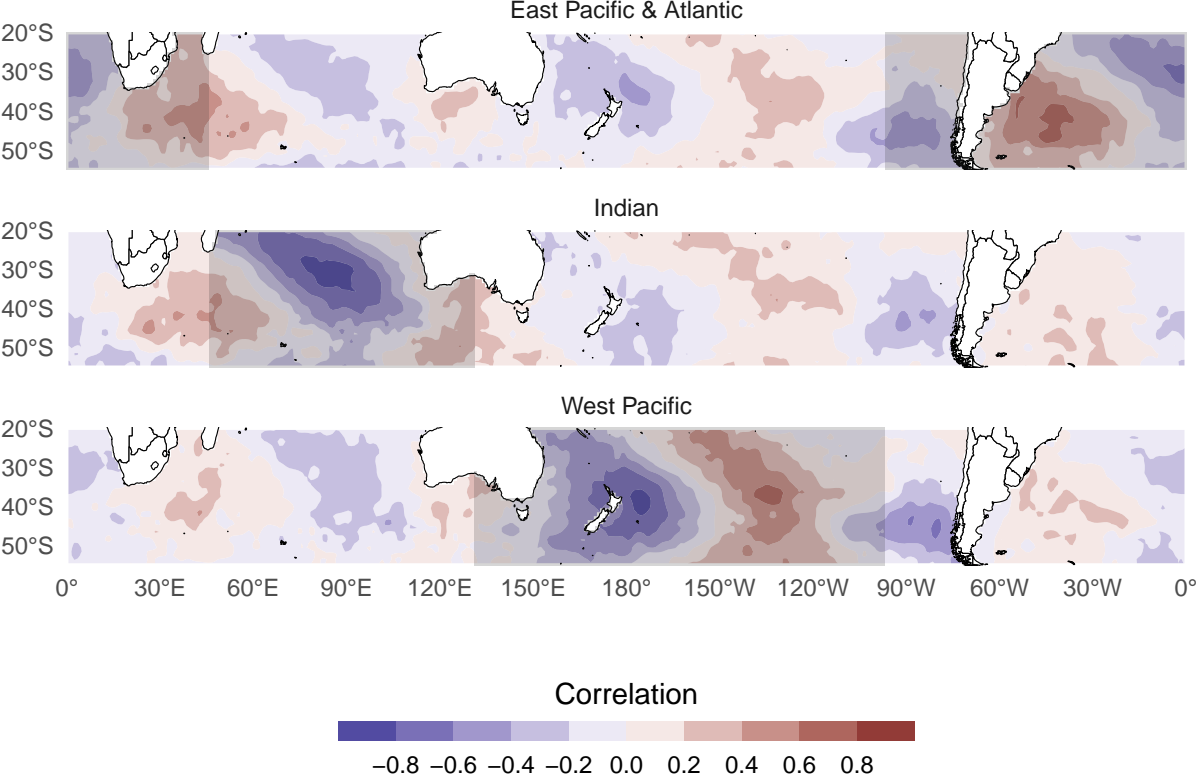 East Pacific & Atlantic
20°S
30°S
40°S
50°S
Indian
20°S
30°S
40°S
50°S
West Pacific
20°S
30°S
40°S
50°S
0° 30°E 60°E 90°E 120°E 150°E 180° 150°W 120°W 90°W 60°W 30°W 0°
Correlation
−0.8 −0.6 −0.4 −0.2 0.0 0.2 0.4 0.6 0.8